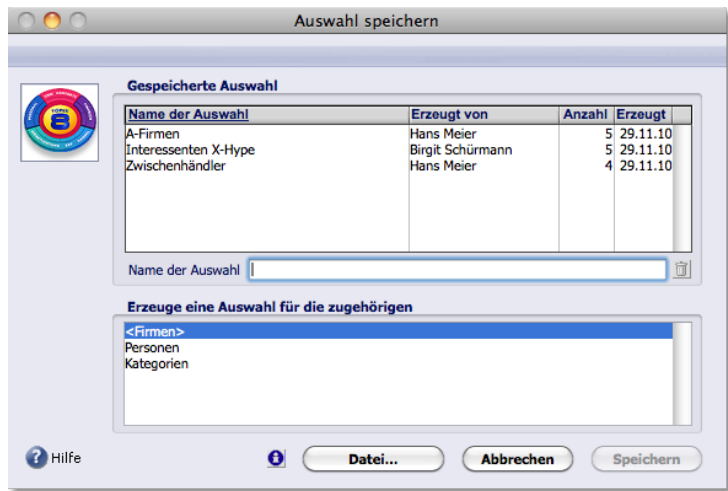 Auswahl speichern
Gespeicherte Auswahl
Name der Auswahl Erzeugt von Anzahl Erzeugt
A-Firmen Hans Meier 5 29.11.10
Interessenten X-Hype Birgit Schürmann 5 29.11.10
Zwischenhändler Hans Meier 4 29.11.10
Name der Auswahl
Erzeuge eine Auswahl für die zugehörigen
<Firmen>
Personen
Kategorien
Hilfe Datei... Abbrechen Speichern